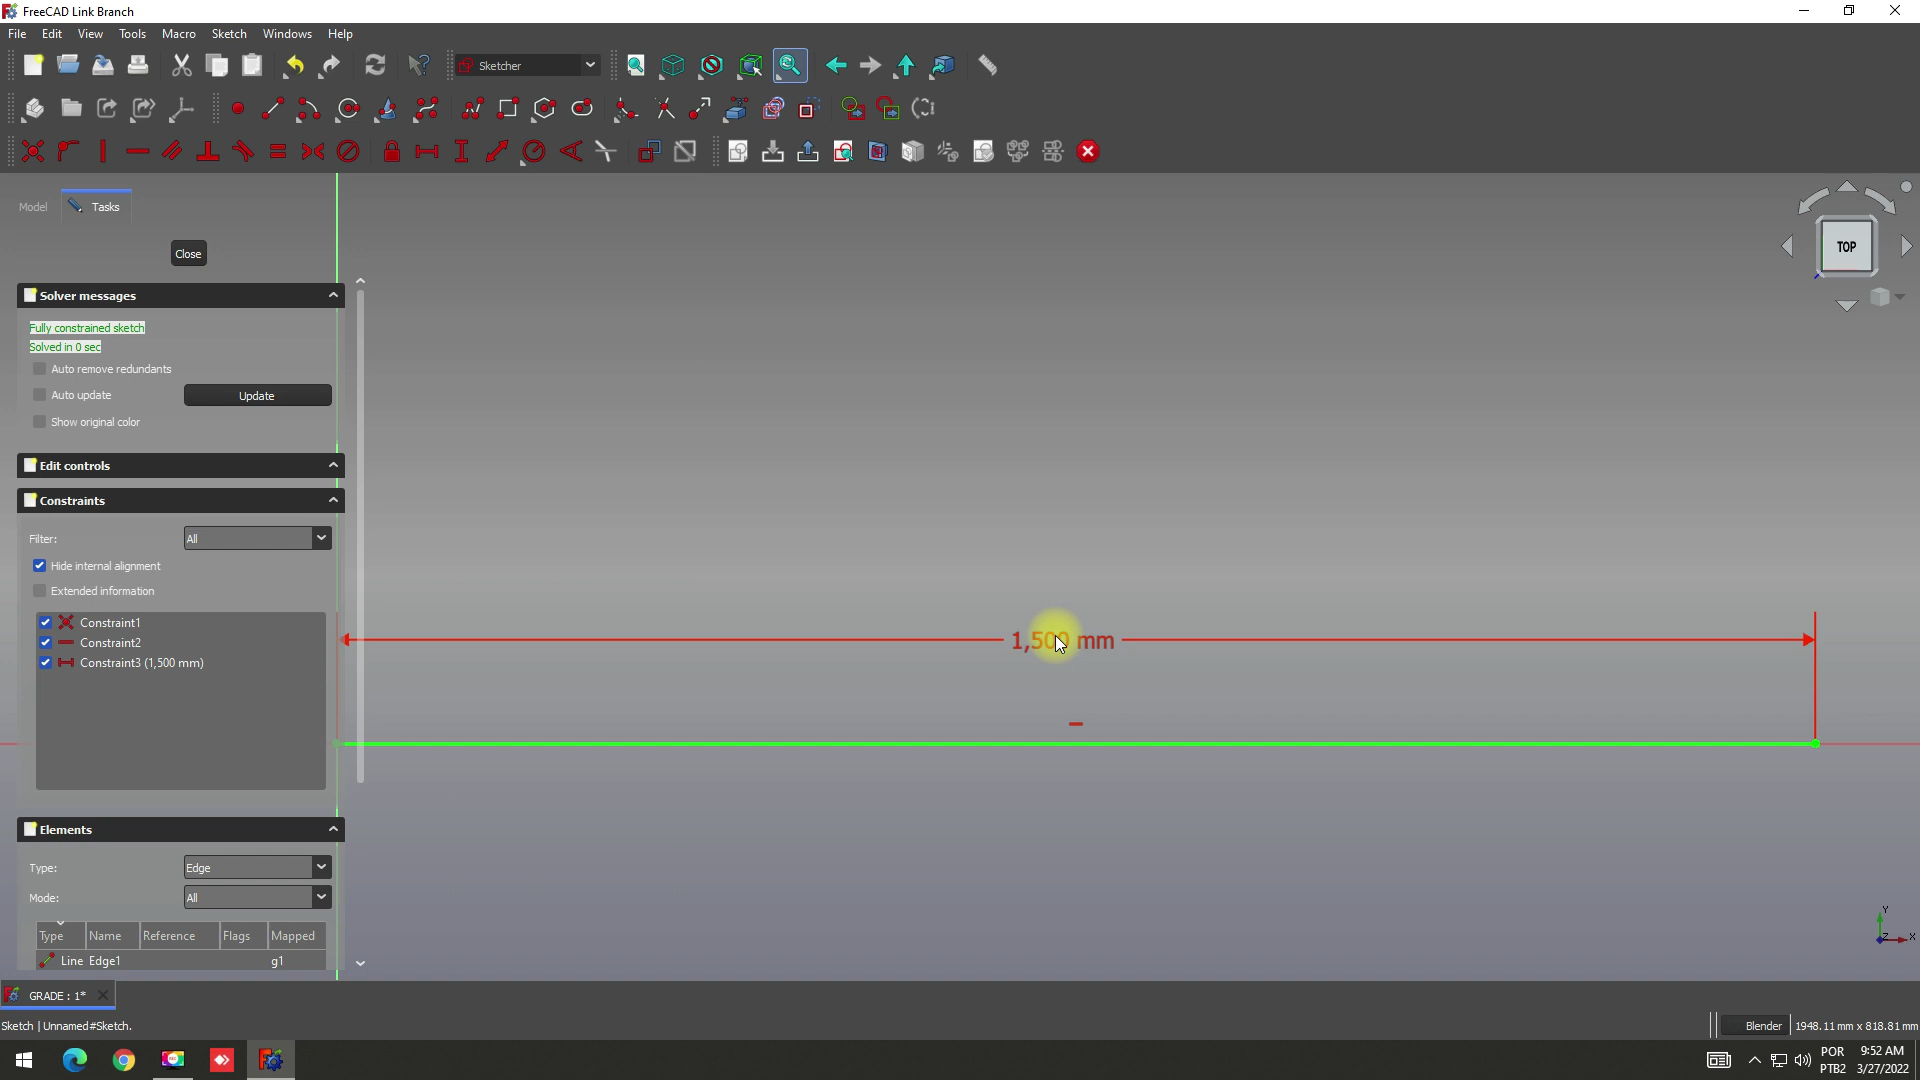 FreeCAD Link Branch
File Edit View Tools Macro Sketch Windows Help
Sketcher
Model Tasks
TOP
Close
Solver messages
Fully constrained sketch
Solved in 0 sec
Auto remove redundants
Auto update Update
Show original color
Edit controls
Constraints
Filter: All
Hide internal alignment
Extended information
Constraint1
Constraint2
Constraint3 (1,500 mm)
1,500 mm
Elements
Type: Edge
Mode: All
Type Name Reference Flags Mapped
Line Edge1 g1
Y
Z X
GRADE : 1*
Sketch | Unnamed#Sketch.
Blender 1948.11 mm x 818.81 mm
POR 9:52 AM
PTB2 3/27/2022